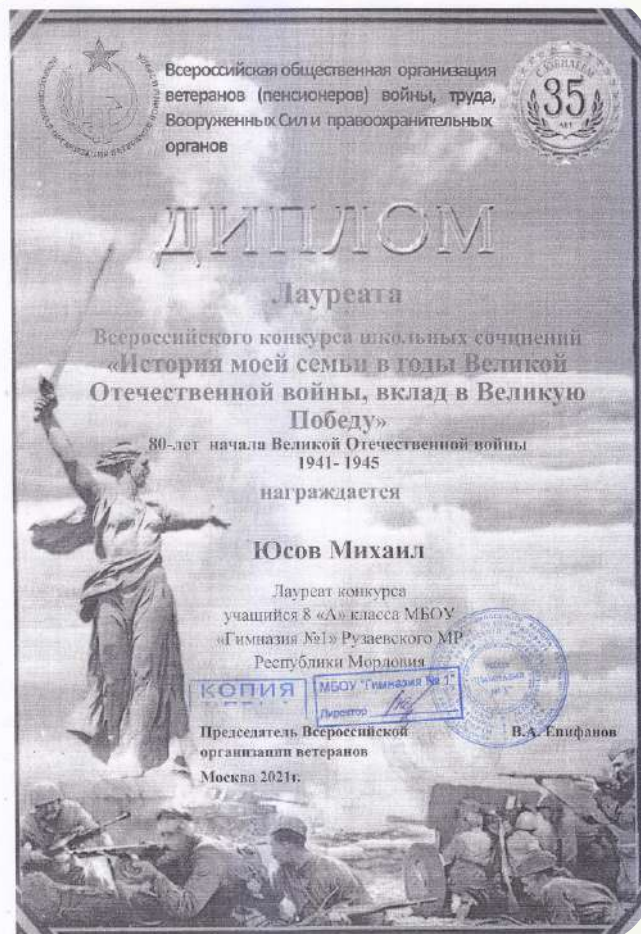 Всероссийская общественная организация
ветеранов (пенсионеров) войны, труда,
Вооруженных Сил и правоохранительных
органов
С ЮБИЛЕЕМ
35
ЛЕТ
ДИПЛОМ
Лауреата
Всероссийского конкурса школьных сочинений
«История моей семьи в годы Великой
Отечественной войны, вклад в Великую
Победу»
80-лет начала Великой Отечественной войны
1941- 1945
награждается
Юсов Михаил
Лауреат конкурса
учащийся 8 «А» класса МБОУ
«Гимназия №1» Рузаевского МР
Республики Мордовия
КОПИЯ
МБОУ "Гимназия № 1"
Директор
Председатель Всероссийской
организации ветеранов
В.А. Епифанов
Москва 2021г.